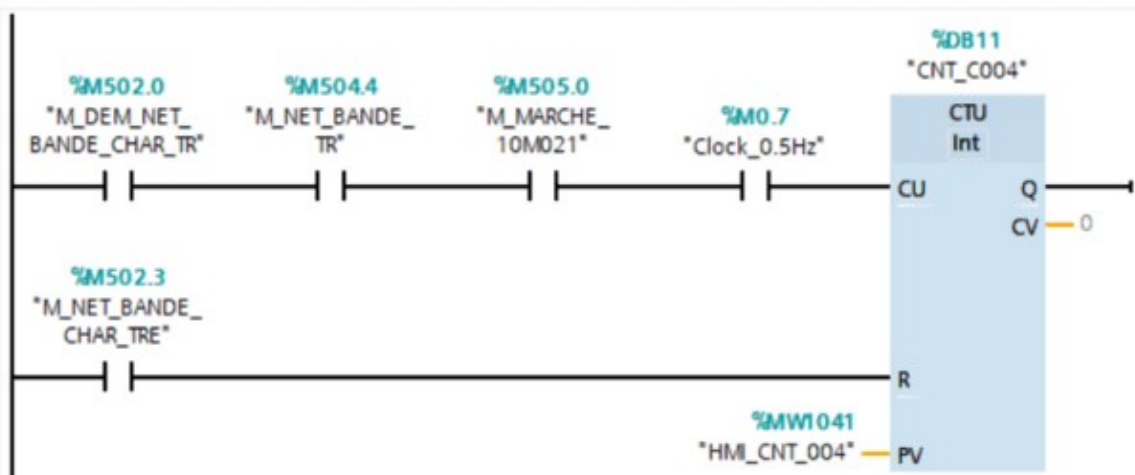 %DB11
"CNT_C004"
%M502.0
%M504.4
%M505.0
%M0.7
"M_DEM_NET_
BANDE_CHAR_TR"
"M_NET_BANDE_
TR"
"M_MARCHE_
10M021"
"Clock_0.5Hz"
CTU
Int
CU
Q
CV
0
%M502.3
"M_NET_BANDE_
CHAR_TRE"
R
%MW1041
"HMI_CNT_004"
PV